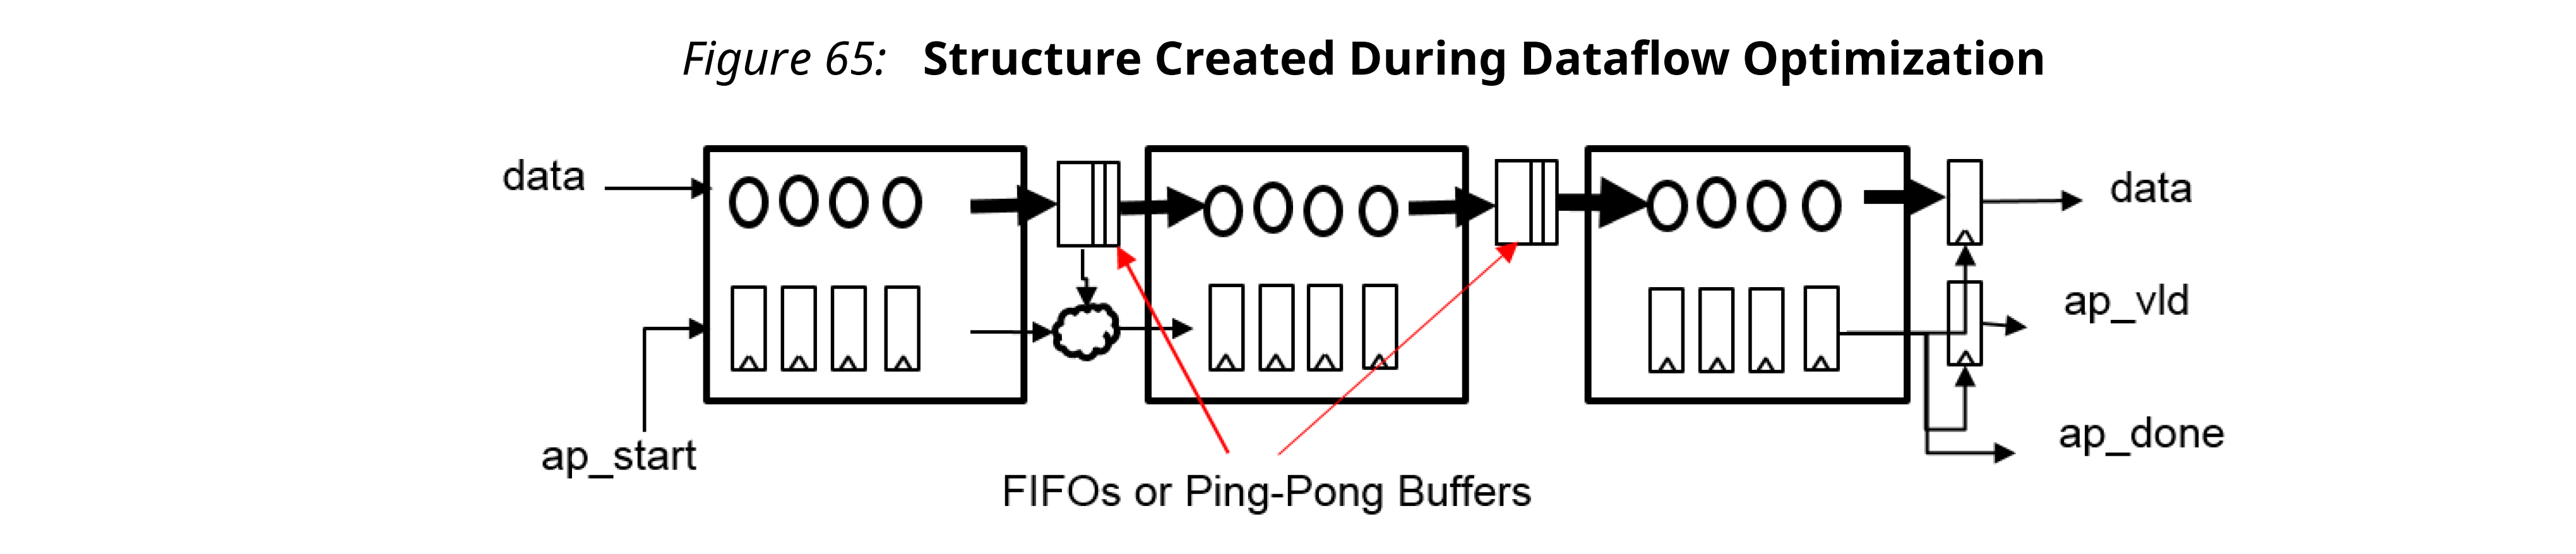 Figure 65: Structure Created During Dataflow Optimization
data
data
ap_vld
ap_start
ap_done
FIFOs or Ping-Pong Buffers